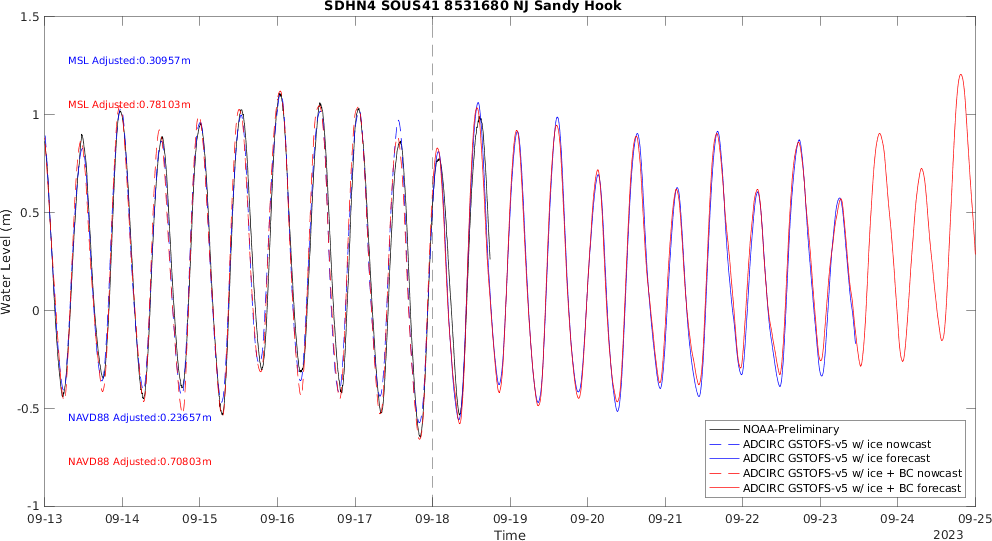 SDHN4 SOUS41 8531680 NJ Sandy Hook
1.5
MSL Adjusted:0.30957m
1
MSL Adjusted:0.78103m
0.5
Water Level (m)
0
-0.5
NAVD88 Adjusted:0.23657m
NOAA-Preliminary
ADCIRC GSTOFS-v5 w/ ice nowcast
ADCIRC GSTOFS-v5 w/ ice forecast
NAVD88 Adjusted:0.70803m
ADCIRC GSTOFS-v5 w/ ice + BC nowcast
ADCIRC GSTOFS-v5 w/ ice + BC forecast
-1
09-13 09-14 09-15 09-16 09-17 09-18 09-19 09-20 09-21 09-22 09-23 09-24 09-25
Time
2023